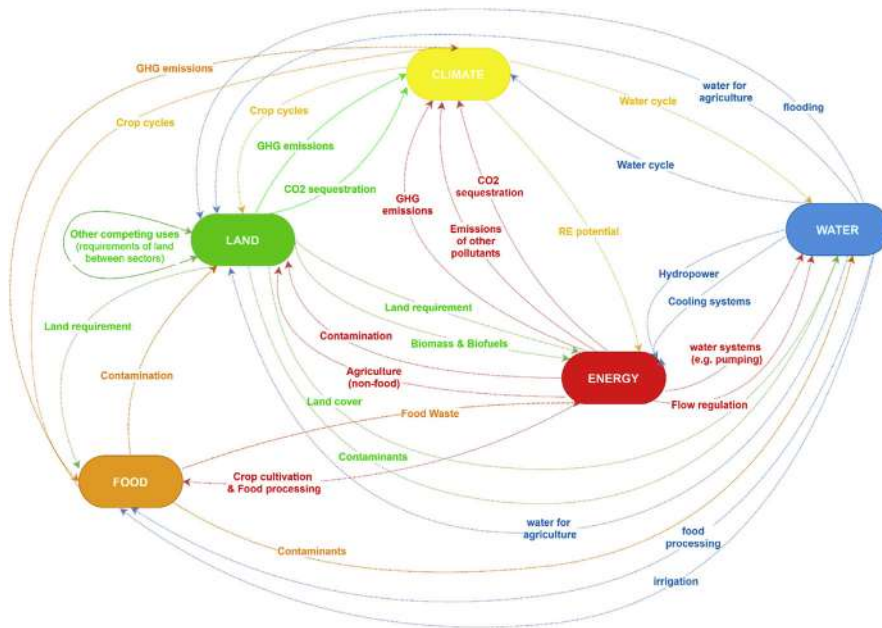 GHG emissions
CLIMATE
water for
agriculture
flooding
Crop cycles
Crop cycles
Water cycle
GHG emissions
Water cycle
CO2 sequestration
GHG
emissions
CO2
sequestration
Emissions
of other
pollutants
RE potential
Other competing uses
(requirements of land
between sectors)
LAND
WATER
Hydropower
Cooling systems
Land requirement
Land requirement
Contamination
Biomass & Biofuels
water systems
(e.g. pumping)
Contamination
Agriculture
(non-food)
ENERGY
Land cover
Flow regulation
Food Waste
Contaminants
Crop cultivation
& Food processing
FOOD
water for
agriculture
food
processing
Contaminants
irrigation